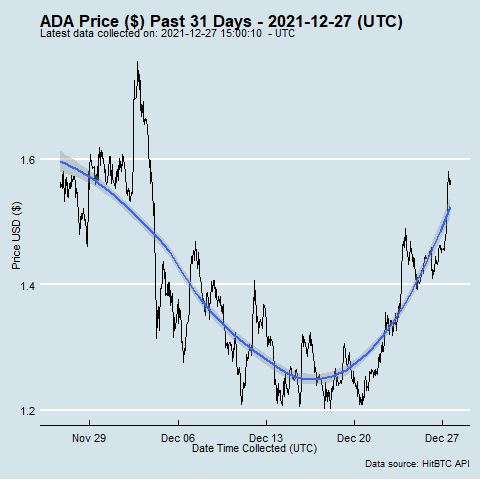 ADA Price ($) Past 31 Days - 2021-12-27 (UTC)
Latest data collected on: 2021-12-27 15:00:10 - UTC
Price USD ($)
1.6
1.4
1.2
Nov 29 Dec 06 Dec 13 Dec 20 Dec 27
Date Time Collected (UTC)
Data source: HitBTC API